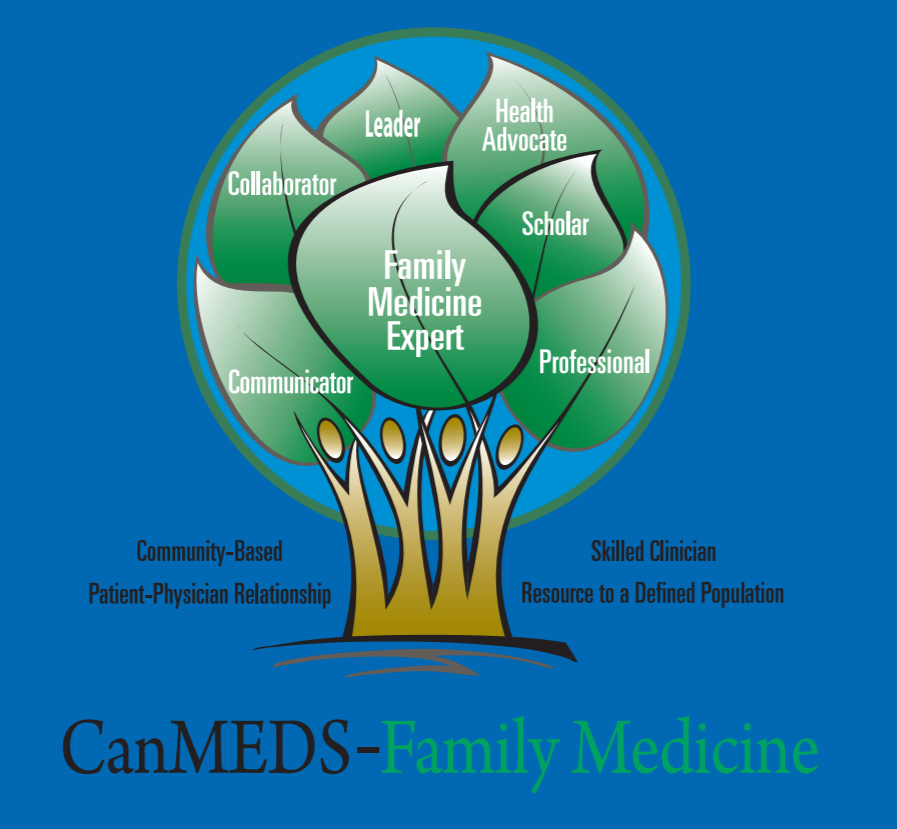 Leader
Health
Advocate
Collaborator
Scholar
Family
Medicine
Expert
Professional
Communicator
Community-Based
Patient-Physician Relationship
Skilled Clinician
Resource to a Defined Population
CanMEDS-Family Medicine